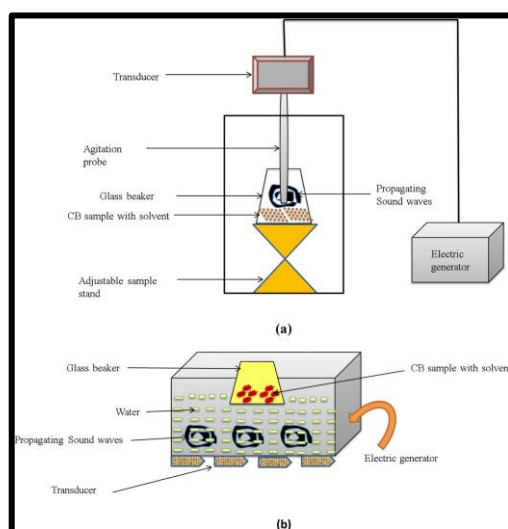 Transducer
Agitation
probe
Glass beaker
Propagating
Sound waves
CB sample with solvent
Electric
generator
Adjustable sample
stand
(a)
Glass beaker
CB sample with solven
Water
Propagating Sound waves
Electric generator
Transducer
(b)